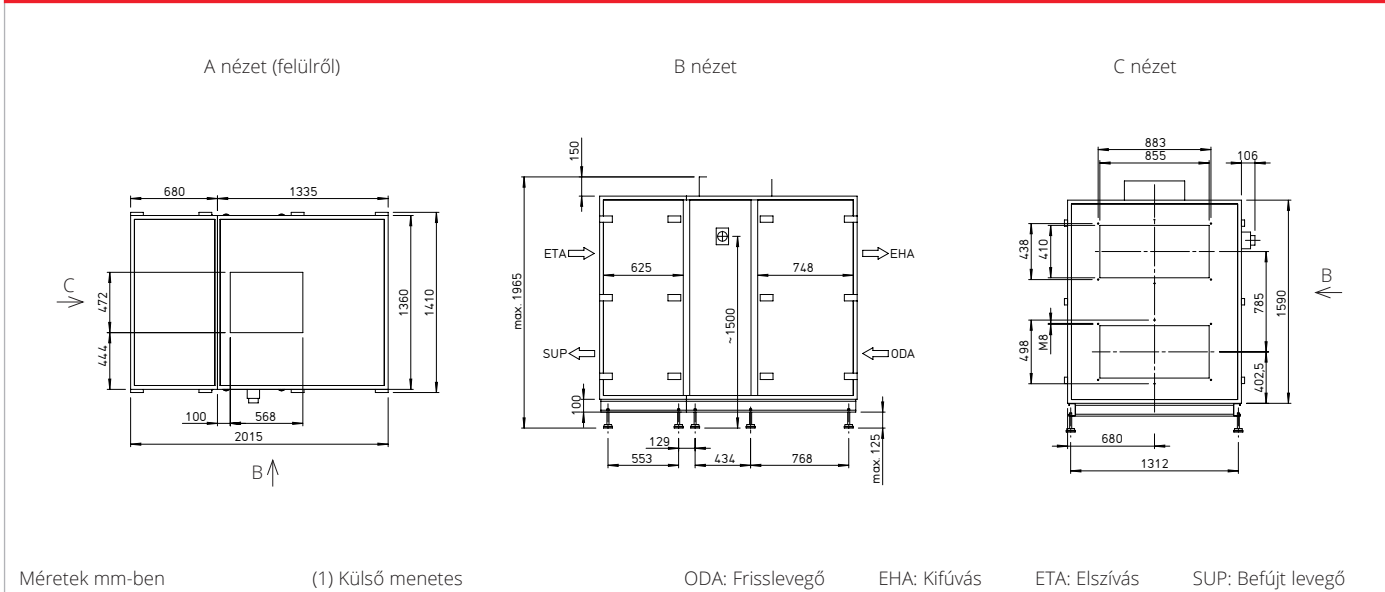 A nézet (felülről)
B nézet
C nézet
680
1335
C
472
444
1360
1410
100
568
2015
B
150
max. 1965
ETA
EHA
625
748
~1500
SUP
ODA
100
129
553
434
768
max. 125
883
855
106
438
410
B
785
1590
498
M8
402,5
680
1312
Méretek mm-ben
(1) Külső menetes
ODA: Frisslevegő
EHA: Kifúvás
ETA: Elszívás
SUP: Befújt levegő